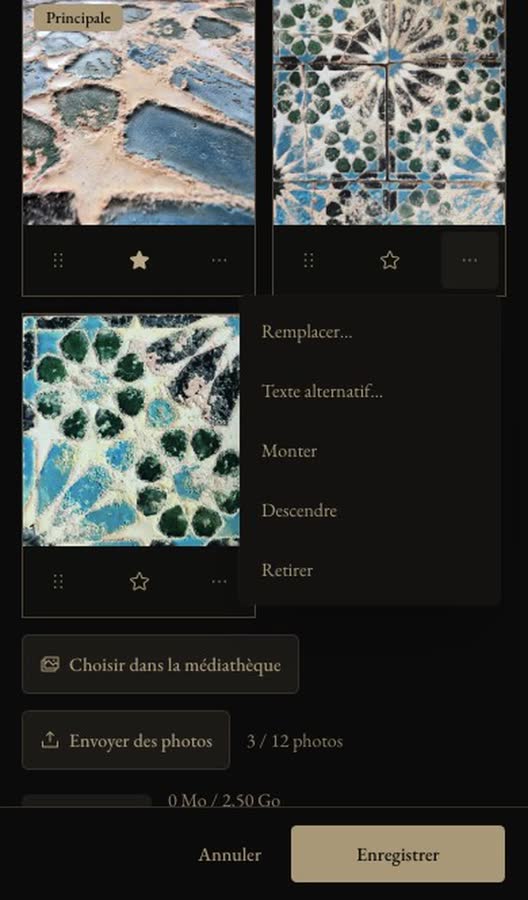 Principale
Remplacer...
Texte alternatif...
Monter
Descendre
Retirer
Choisir dans la médiathèque
Envoyer des photos
3 / 12 photos
0 Mo / 2,50 Go
Annuler
Enregistrer